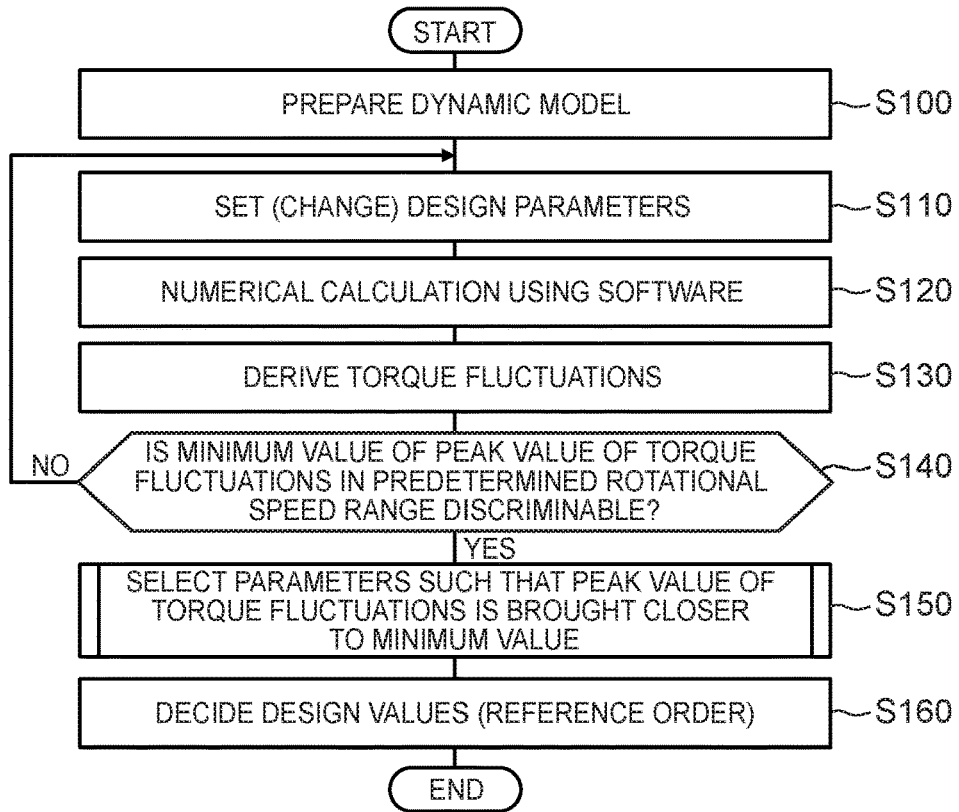 START
PREPARE DYNAMIC MODEL
S100
SET (CHANGE) DESIGN PARAMETERS
S110
NUMERICAL CALCULATION USING SOFTWARE
S120
DERIVE TORQUE FLUCTUATIONS
S130
IS MINIMUM VALUE OF PEAK VALUE OF TORQUE
FLUCTUATIONS IN PREDETERMINED ROTATIONAL
SPEED RANGE DISCRIMINABLE?
S140
NO
YES
SELECT PARAMETERS SUCH THAT PEAK VALUE OF
TORQUE FLUCTUATIONS IS BROUGHT CLOSER
TO MINIMUM VALUE
S150
DECIDE DESIGN VALUES (REFERENCE ORDER)
S160
END